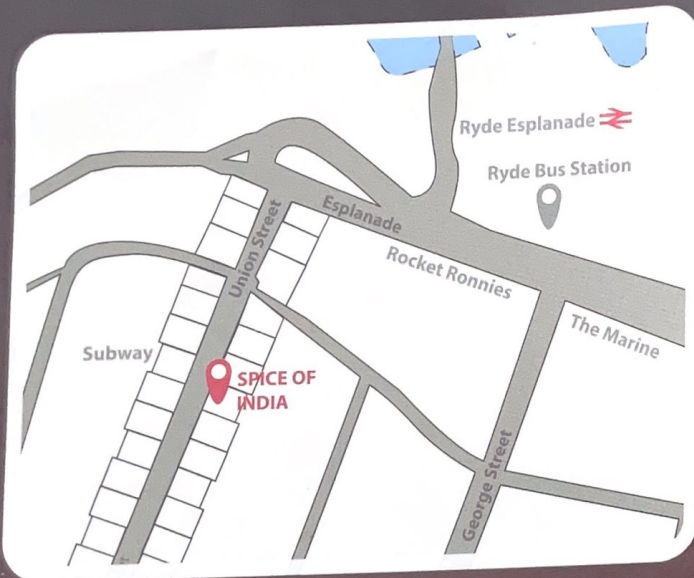 Ryde Esplanade
Ryde Bus Station
Esplanade
Union Street
Rocket Ronnies
The Marine
Subway
SPICE OF
INDIA
George Street